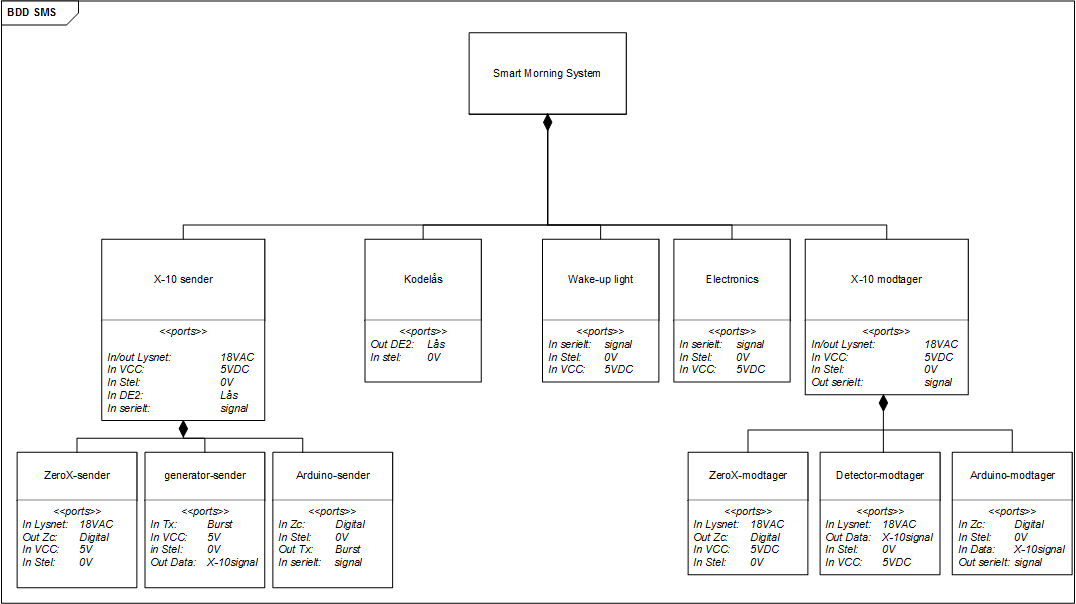 BDD SMS
Smart Morning System
X-10 sender
<<ports>>
In/out Lysnet: 18VAC
In VCC: 5VDC
In Stel: 0V
In DE2: Lås
In serielt: signal
Kodelås
<<ports>>
Out DE2: Lås
In stel: 0V
Wake-up light
<<ports>>
In serielt: signal
In Stel: 0V
In VCC: 5VDC
Electronics
<<ports>>
In serielt: signal
In Stel: 0V
In VCC: 5VDC
X-10 modtager
<<ports>>
In/out Lysnet: 18VAC
In VCC: 5VDC
In Stel: 0V
Out serielt: signal
ZeroX-sender
<<ports>>
In Lysnet: 18VAC
Out Zc: Digital
In VCC: 5V
In Stel: 0V
generator-sender
<<ports>>
In Tx: Burst
In VCC: 5V
in Stel: 0V
Out Data: X-10signal
Arduino-sender
<<ports>>
In Zc: Digital
In Stel: 0V
Out Tx: Burst
In serielt: signal
ZeroX-modtager
<<ports>>
In Lysnet: 18VAC
Out Zc: Digital
In VCC: 5VDC
In Stel: 0V
Detector-modtager
<<ports>>
In Lysnet: 18VAC
Out Data: X-10signal
In Stel: 0V
In VCC: 5VDC
Arduino-modtager
<<ports>>
In Zc: Digital
In Stel: 0V
In Data: X-10signal
Out serielt: signal